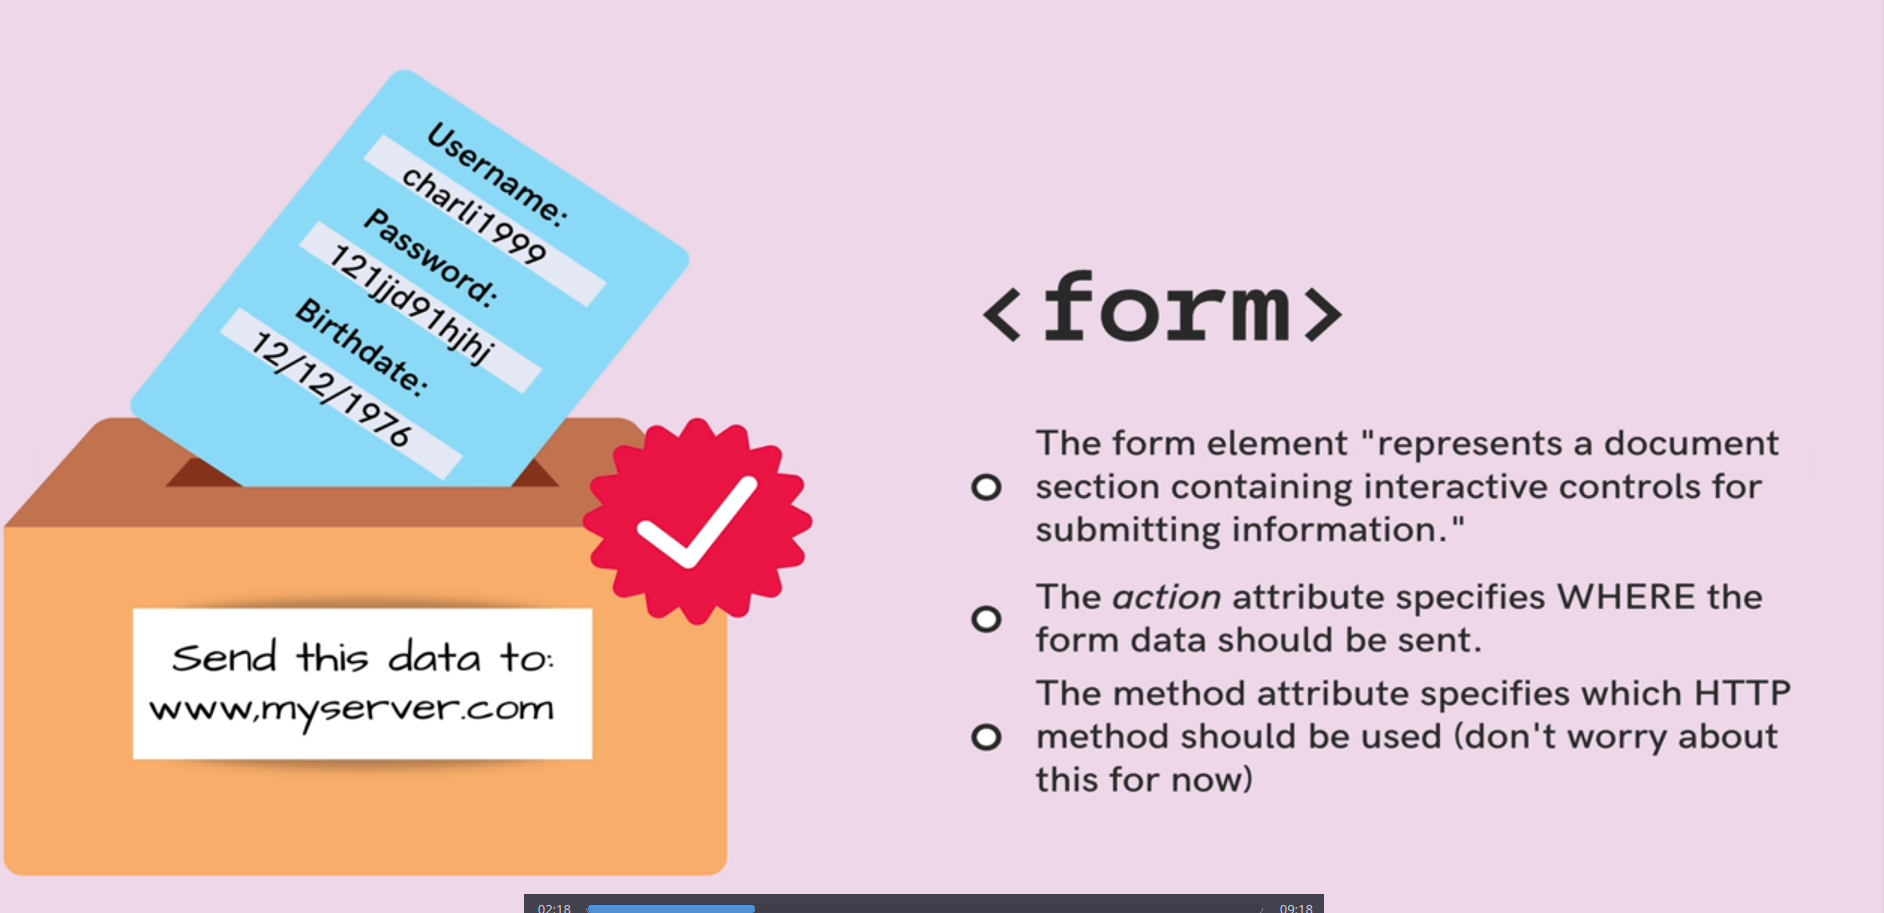 Username:
charli1999
Password:
121jjd91hjhj
Birthdate:
12/12/1976
Send this data to:
www,myserver.com
<form>
The form element "represents a document
section containing interactive controls for
submitting information."
The action attribute specifies WHERE the
form data should be sent.
The method attribute specifies which HTTP
method should be used (don't worry about
this for now)
02:18
09:18